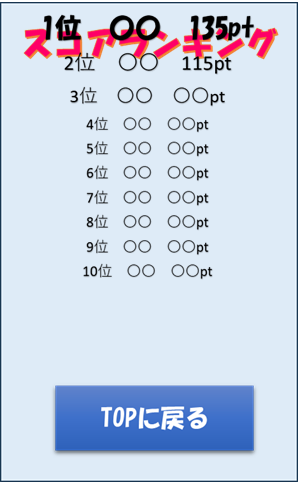 スコアランキング
1位 〇〇 135pt
2位 〇〇 115pt
3位 〇〇 〇〇pt
4位 〇〇 〇〇pt
5位 〇〇 〇〇pt
6位 〇〇 〇〇pt
7位 〇〇 〇〇pt
8位 〇〇 〇〇pt
9位 〇〇 〇〇pt
10位 〇〇 〇〇pt
TOPに戻る